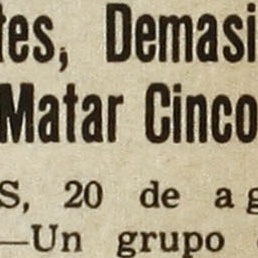 tes, Demasi
Matar Cinco
S, 20 de ag
—Un grupo